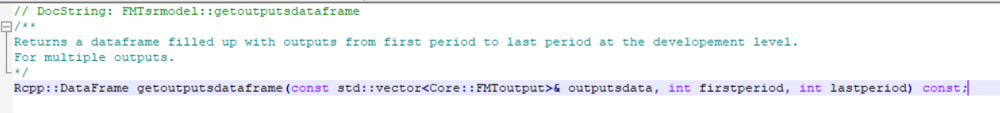 // DocString: FMTsrmodel::getoutputsdataframe
/**
Returns a dataframe filled up with outputs from first period to last period at the developement level.
For multiple outputs.
*/
Rcpp::DataFrame getoutputsdataframe(const std::vector<Core::FMToutput>& outputsdata, int firstperiod, int lastperiod) const;